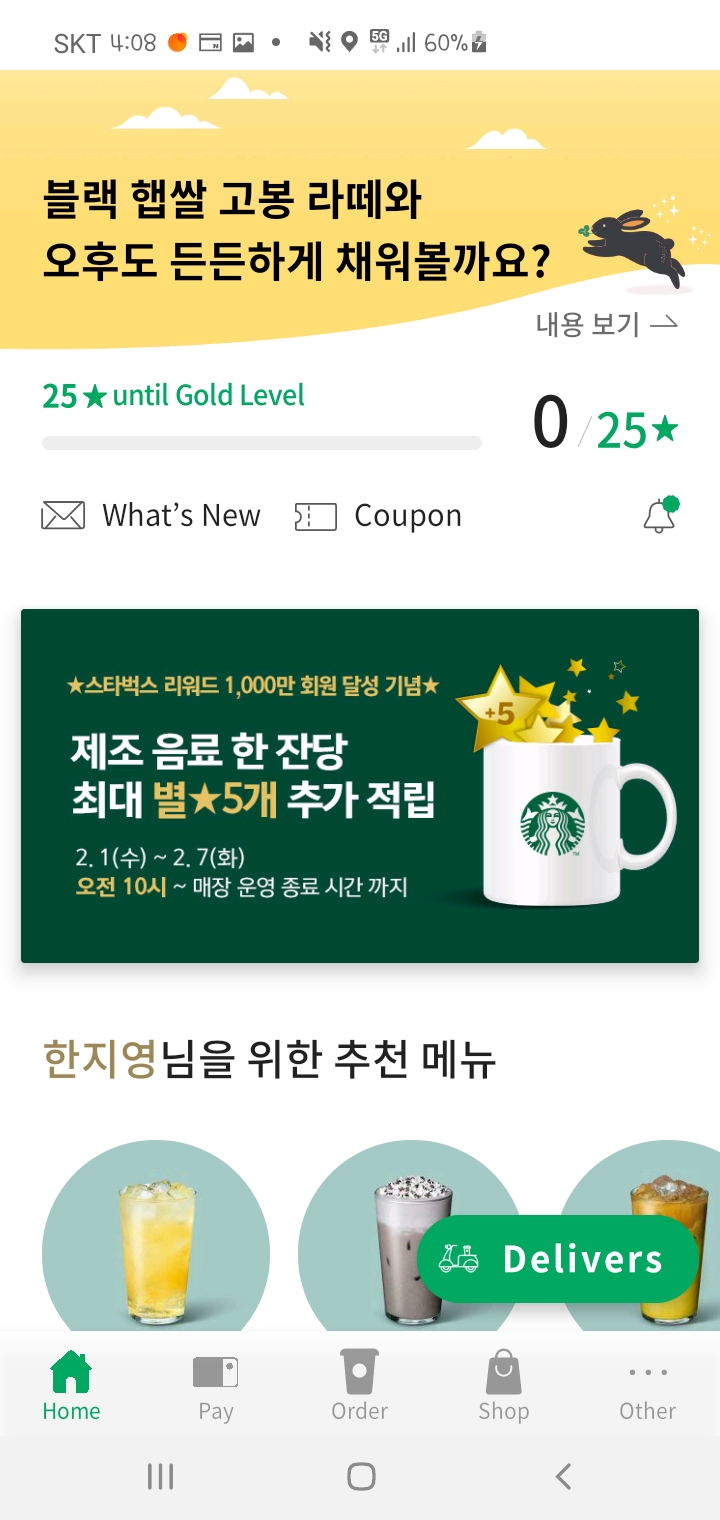 SKT 4:08 5G 60%
블랙 햅쌀 고봉 라떼와
오후도 든든하게 채워볼까요?
내용 보기
25★ until Gold Level
0/25★
What's New Coupon
★스타벅스 리워드 1,000만 회원 달성 기념★
+5
제조 음료 한 잔당
최대 별★5개 추가 적립
2. 1(수) ~ 2. 7(화)
오전 10시 ~ 매장 운영 종료 시간 까지
TM
한지영님을 위한 추천 메뉴
Delivers
Home Pay Order Shop Other